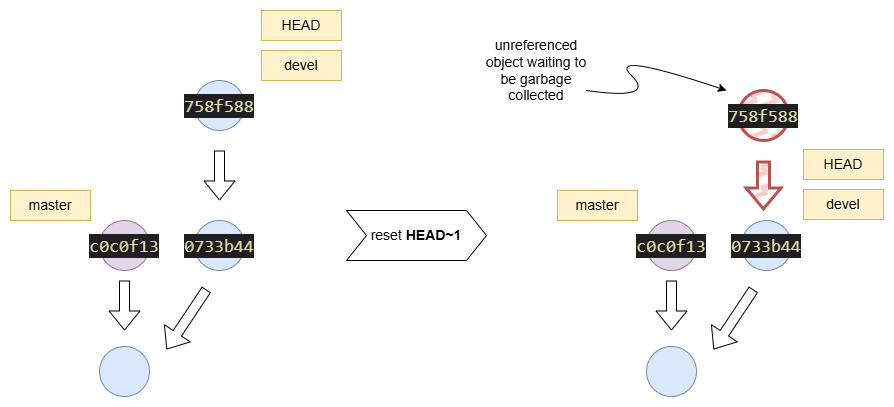 HEAD
devel
758f588
master
c0c0f13
0733b44
reset HEAD~1
unreferenced
object waiting to
be garbage
collected
758f588
HEAD
devel
master
c0c0f13
0733b44